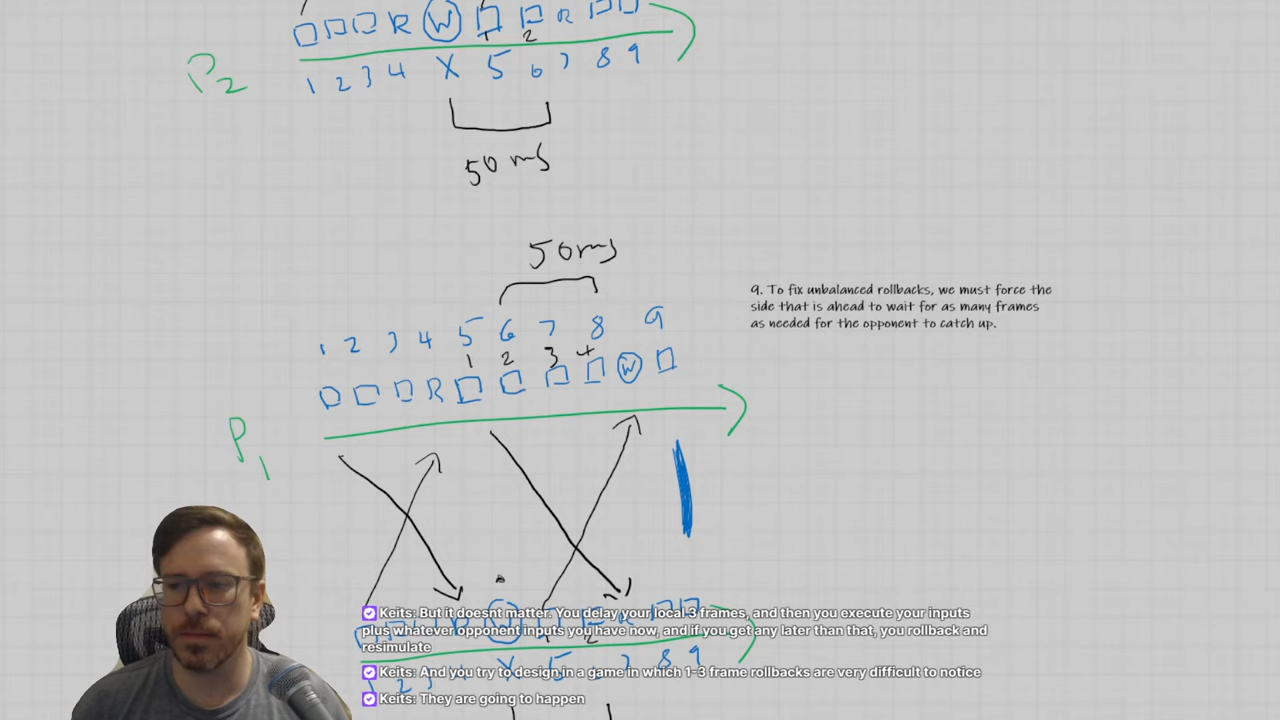 R W
1 2
P2
1 2 3 4 X 5 6 7 8 9
50 ms
50ms
1 2 3 4 5 6 7 8 9
1 2 3 4
R W
P1
9. To fix unbalanced rollbacks, we must force the
side that is ahead to wait for as many frames
as needed for the opponent to catch up.
Keits: But it doesnt matter. You delay your local 3 frames, and then you execute your inputs
plus whatever opponent inputs you have now, and if you get any later than that, you rollback and
resimulate
Keits: And you try to design in a game in which 1-3 frame rollbacks are very difficult to notice
Keits: They are going to happen